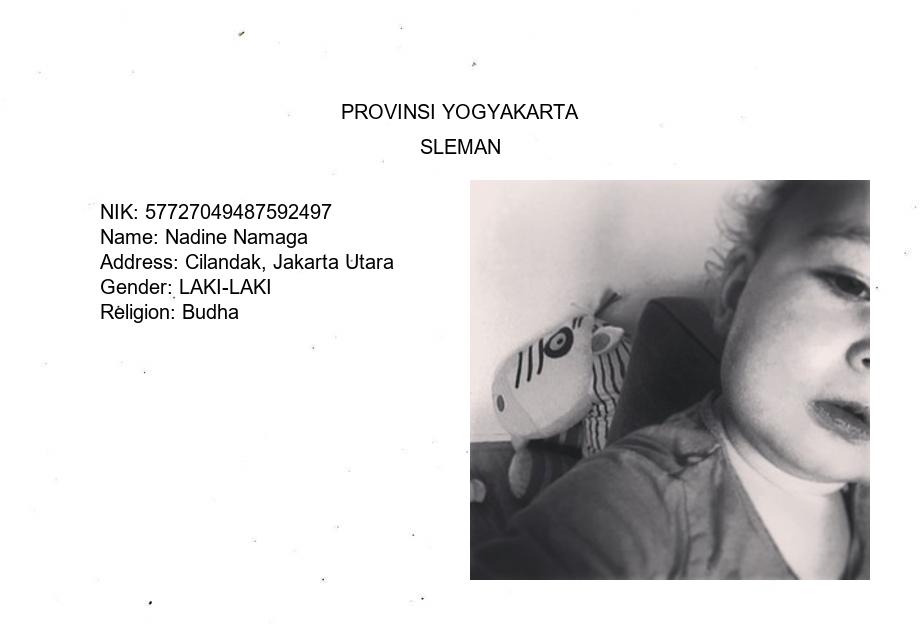 PROVINSI YOGYAKARTA
SLEMAN
NIK: 57727049487592497
Name: Nadine Namaga
Address: Cilandak, Jakarta Utara
Gender: LAKI-LAKI
Religion: Budha